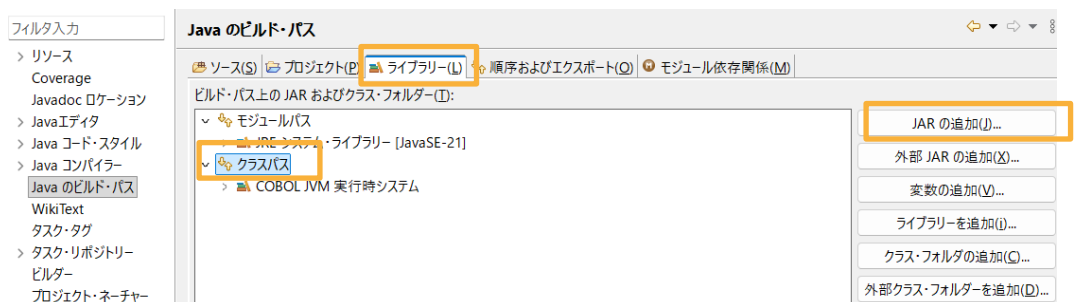 フィルタ入力
リソース
Coverage
Javadoc ロケーション
Javaエディタ
Java コード・スタイル
Java コンパイラー
Java のビルド・パス
WikiText
タスク・タグ
タスク・リポジトリー
ビルダー
プロジェクト・ネーチャー
Java のビルド・パス
ソース(S) プロジェクト(P) ライブラリー(L) 順序およびエクスポート(O) モジュール依存関係(M)
ビルド・パス上の JAR およびクラス・フォルダー(T):
モジュールパス
JRE システム・ライブラリー [JavaSE-21]
クラスパス
COBOL JVM 実行時システム
JAR の追加(J)...
外部 JAR の追加(X)...
変数の追加(V)...
ライブラリーを追加(i)...
クラス・フォルダの追加(C)...
外部クラス・フォルダーを追加(D)...